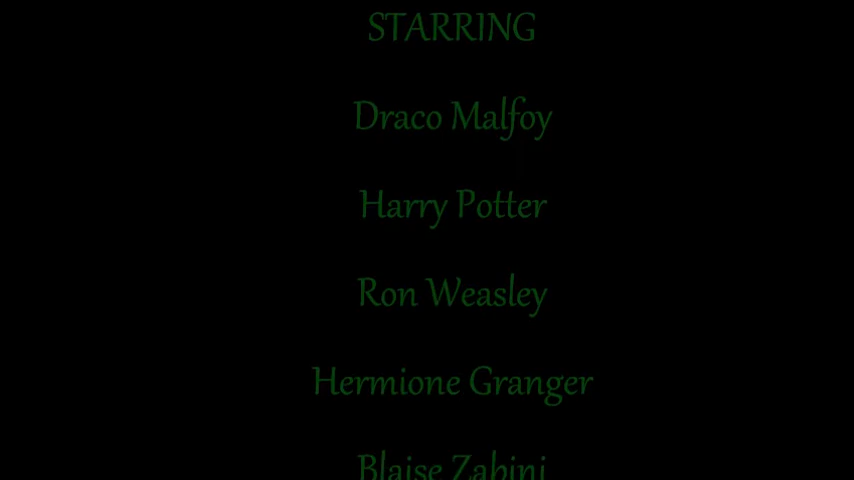 STARRING
Draco Malfoy
Harry Potter
Ron Weasley
Hermione Granger
Blaise Zabini